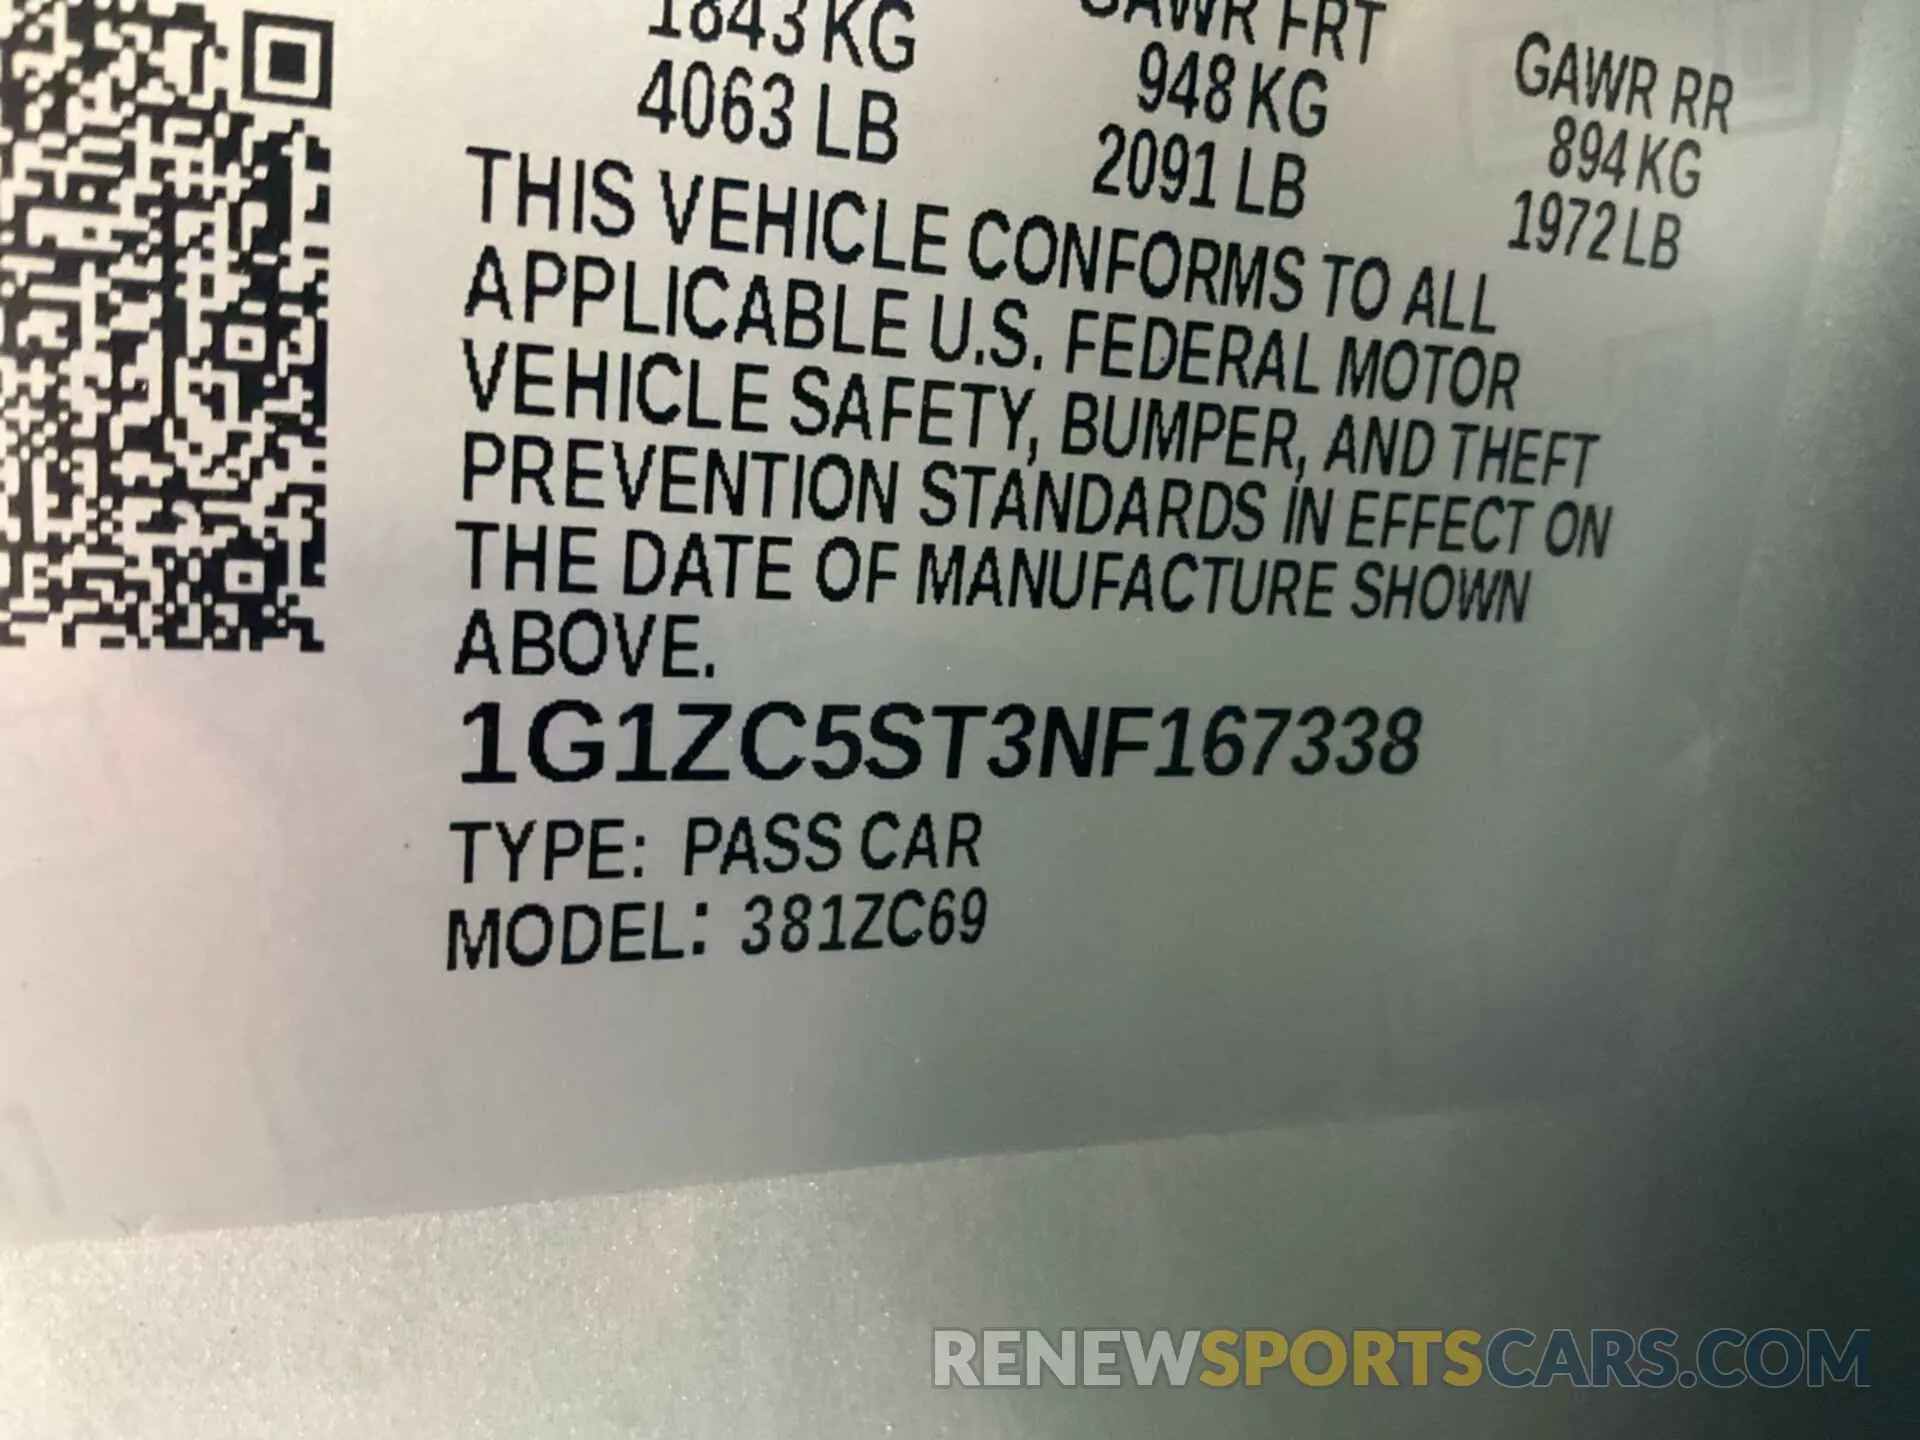 1843 KG
4063 LB
GAWR FRT
948 KG
2091 LB
GAWR RR
894 KG
1972 LB
THIS VEHICLE CONFORMS TO ALL
APPLICABLE U.S. FEDERAL MOTOR
VEHICLE SAFETY, BUMPER, AND THEFT
PREVENTION STANDARDS IN EFFECT ON
THE DATE OF MANUFACTURE SHOWN
ABOVE.
1G1ZC5ST3NF167338
TYPE: PASS CAR
MODEL: 381ZC69
RENEWSPORTSCARS.COM